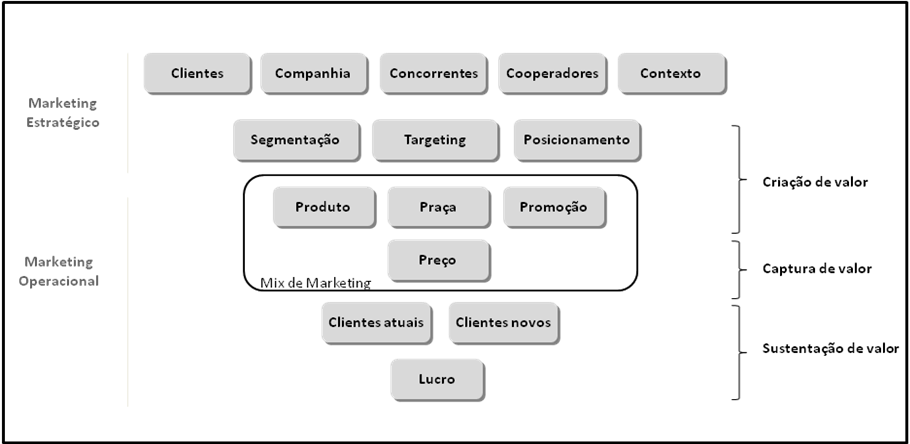 Clientes
Companhia
Concorrentes
Cooperadores
Contexto
Marketing
Estratégico
Segmentação
Targeting
Posicionamento
Criação de valor
Produto
Praça
Promoção
Marketing
Operacional
Preço
Captura de valor
Mix de Marketing
Clientes atuais
Clientes novos
Sustentação de valor
Lucro